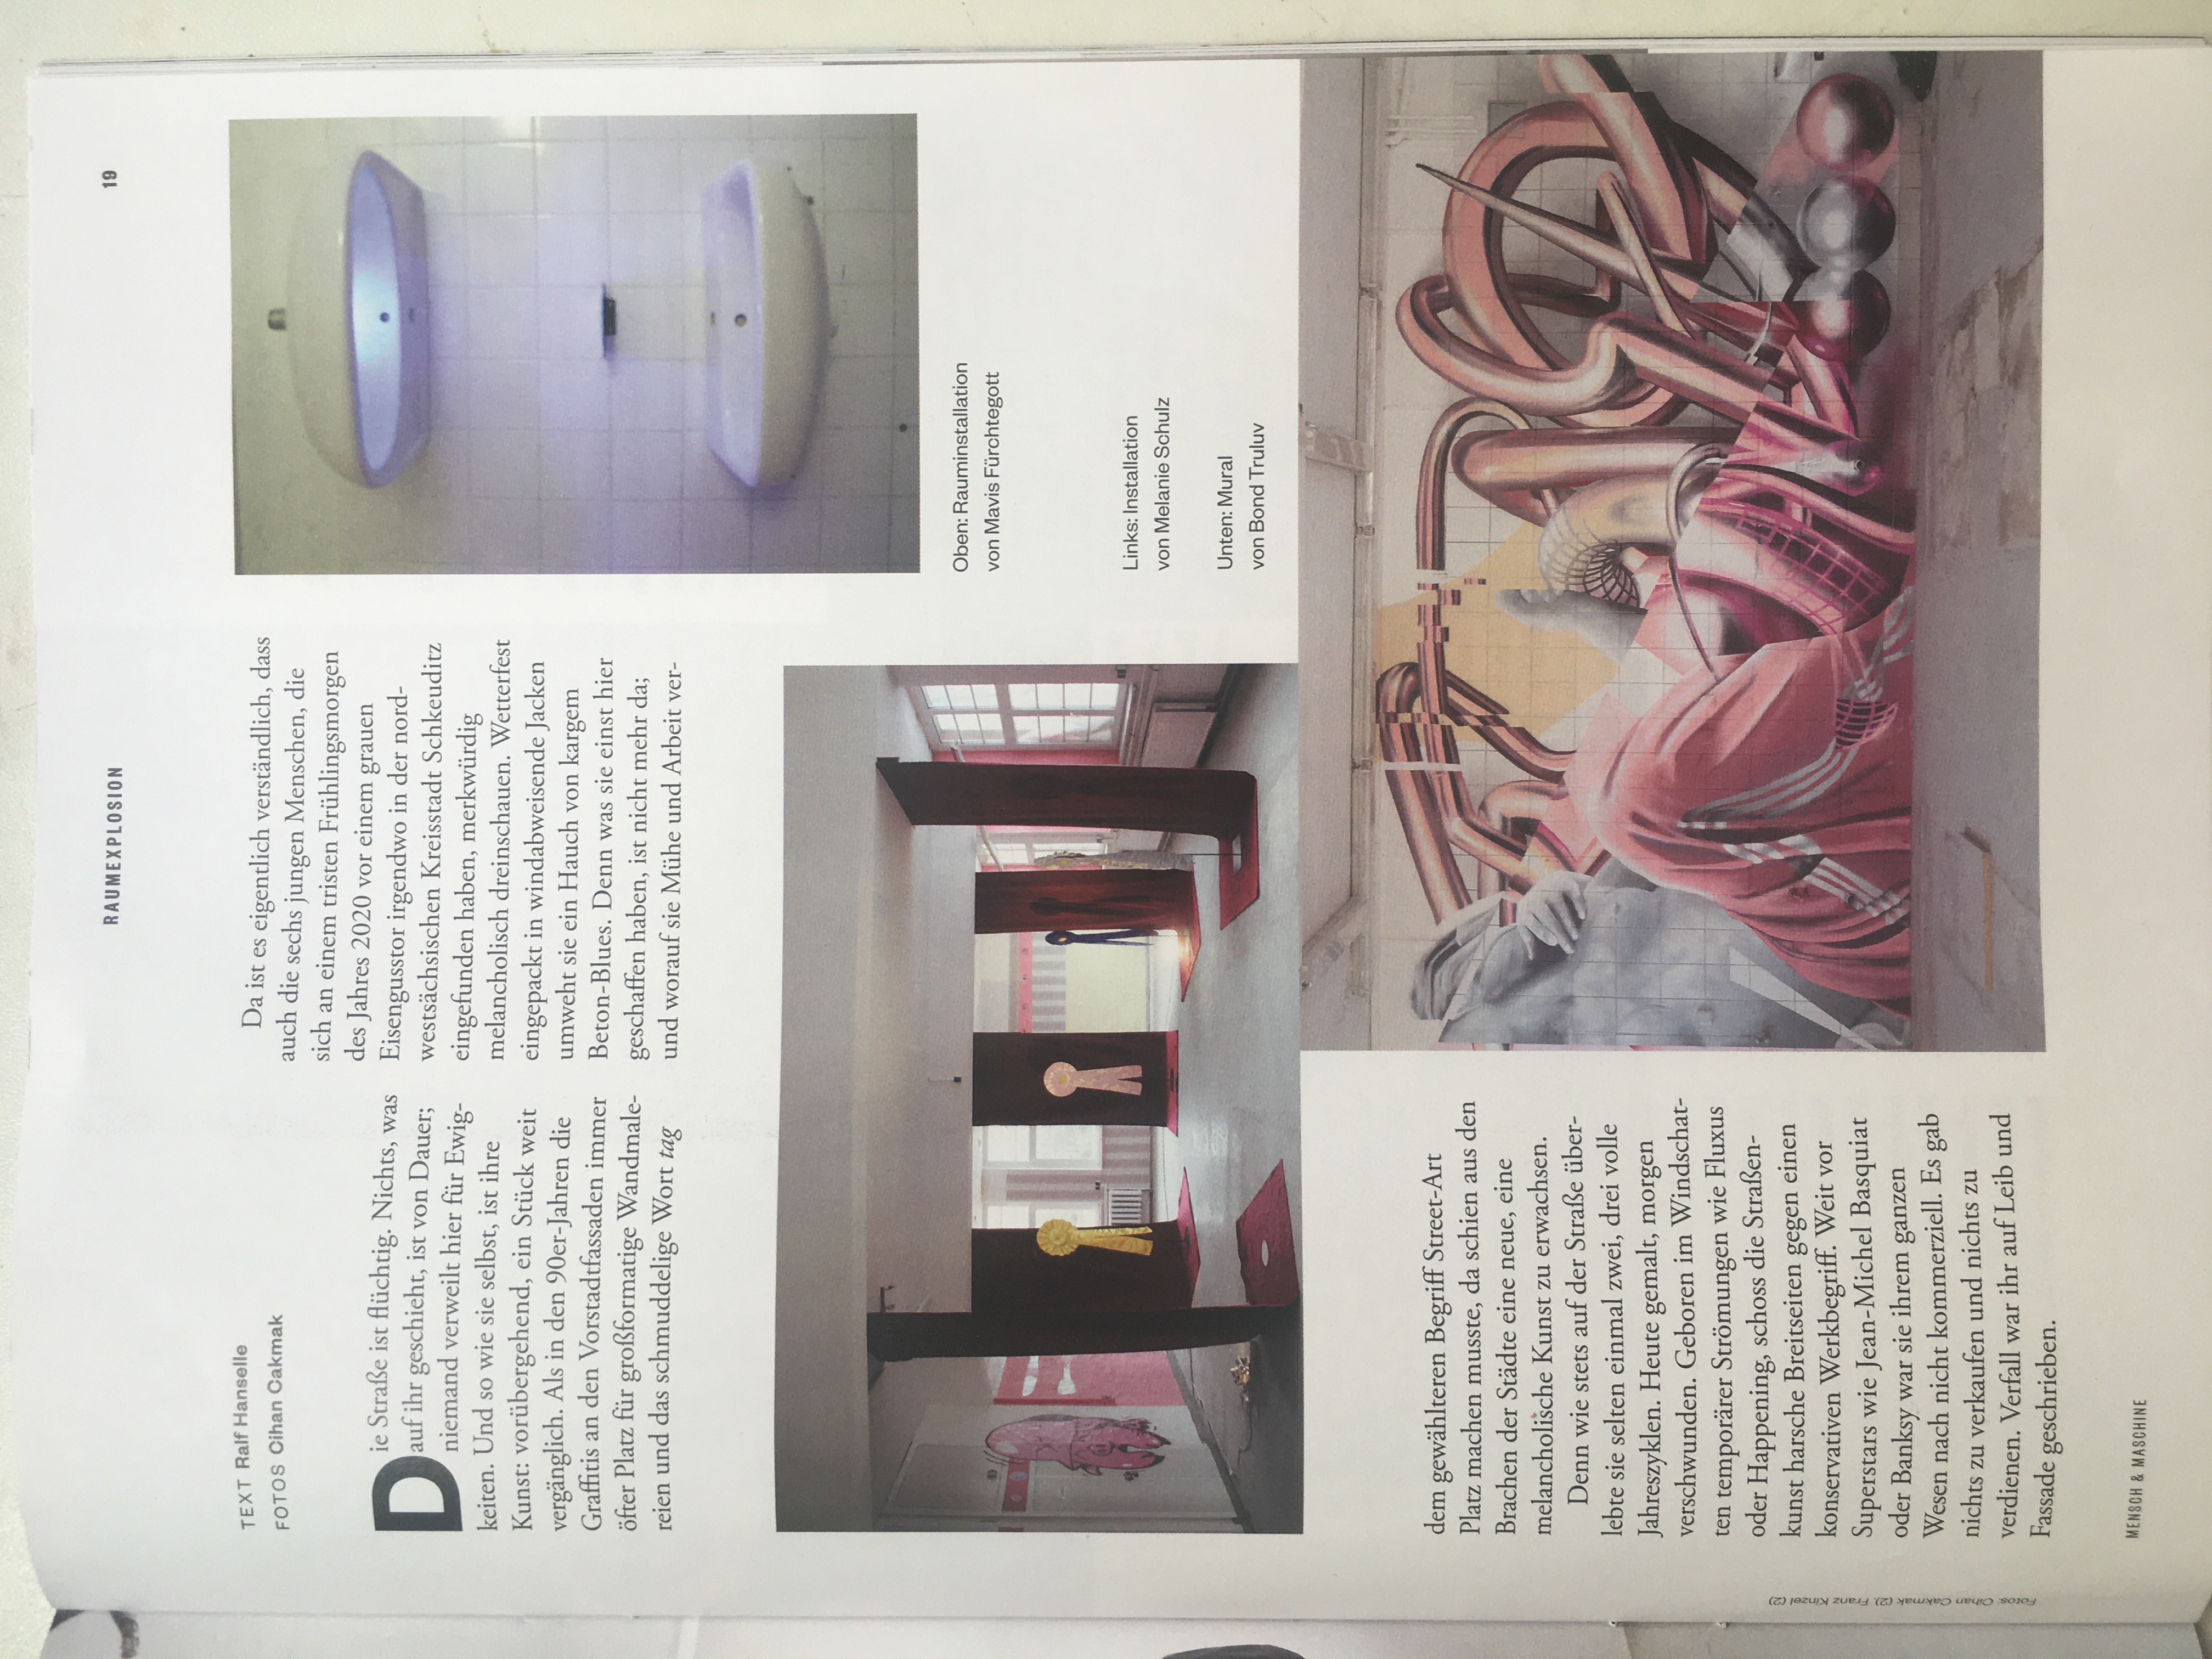 RAUMEXPLOSION
19
TEXT Ralf Hanselle
FOTOS Cihan Cakmak
Die Straße ist flüchtig. Nichts, was
auf ihr geschieht, ist von Dauer;
niemand verweilt hier für Ewig-
keiten. Und so wie sie selbst, ist ihre
Kunst: vorübergehend, ein Stück weit
vergänglich. Als in den 90er-Jahren die
Graffitis an den Vorstadtfassaden immer
öfter Platz für großformatige Wandmale-
reien und das schmuddelige Wort tag
dem gewählteren Begriff Street-Art
Platz machen musste, da schien aus den
Brachen der Städte eine neue, eine
melancholische Kunst zu erwachsen.
Denn wie stets auf der Straße über-
lebte sie selten einmal zwei, drei volle
Jahreszyklen. Heute gemalt, morgen
verschwunden. Geboren im Windschat-
ten temporärer Strömungen wie Fluxus
oder Happening, schoss die Straßen-
kunst harsche Breitseiten gegen einen
konservativen Werkbegriff. Weit vor
Superstars wie Jean-Michel Basquiat
oder Banksy war sie ihrem ganzen
Wesen nach nicht kommerziell. Es gab
nichts zu verkaufen und nichts zu
verdienen. Verfall war ihr auf Leib und
Fassade geschrieben.
Da ist es eigentlich verständlich, dass
auch die sechs jungen Menschen, die
sich an einem tristen Frühlingsmorgen
des Jahres 2020 vor einem grauen
Eisengusstor irgendwo in der nord-
westsächsischen Kreisstadt Schkeuditz
eingefunden haben, merkwürdig
melancholisch dreinschauen. Wetterfest
eingepackt in windabweisende Jacken
umweht sie ein Hauch von kargem
Beton-Blues. Denn was sie einst hier
geschaffen haben, ist nicht mehr da;
und worauf sie Mühe und Arbeit ver-
Oben: Rauminstallation
von Mavis Fürchtegott
Links: Installation
von Melanie Schulz
Unten: Mural
von Bond Truluv
Fotos: Cihan Cakmak (2), Franz Kinzel (2)
MENSCH & MASCHINE